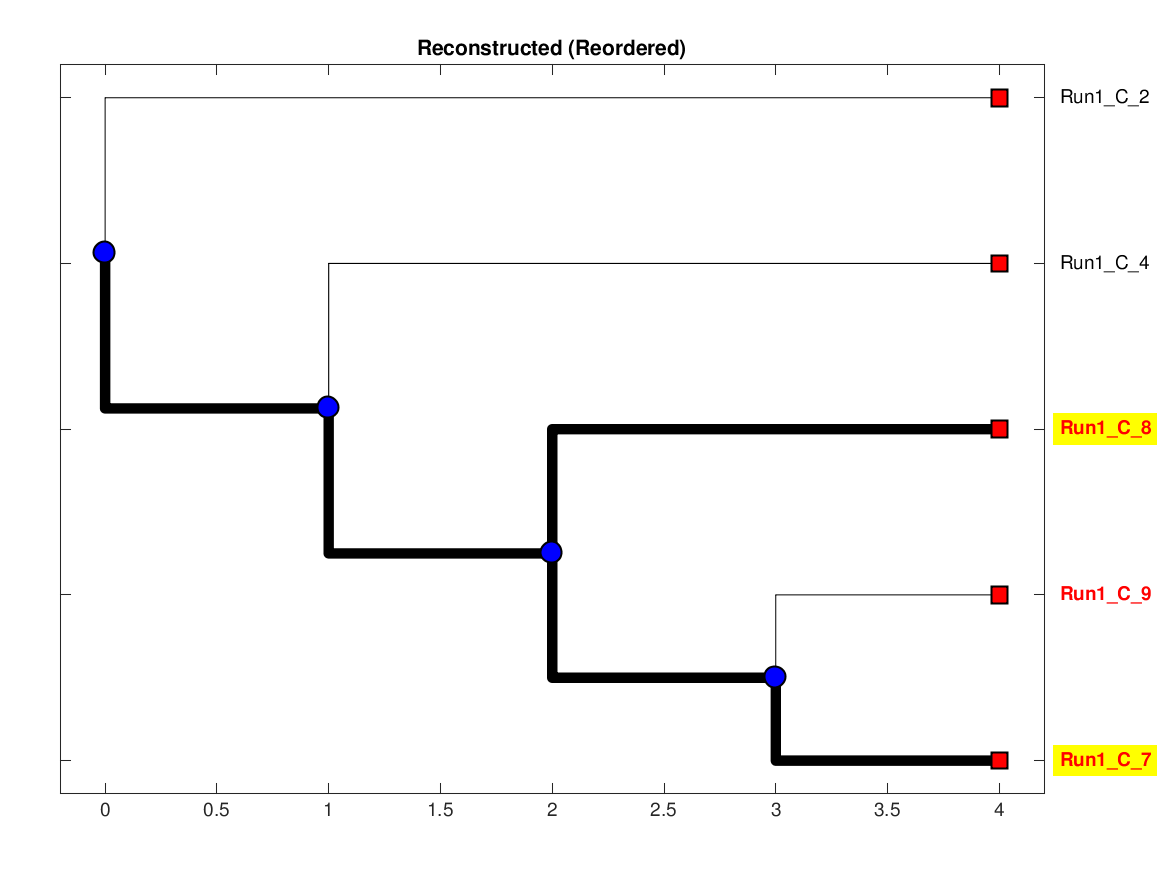 Reconstructed (Reordered)
Run1_C_2
Run1_C_4
Run1_C_8
Run1_C_9
Run1_C_7
0 0.5 1 1.5 2 2.5 3 3.5 4